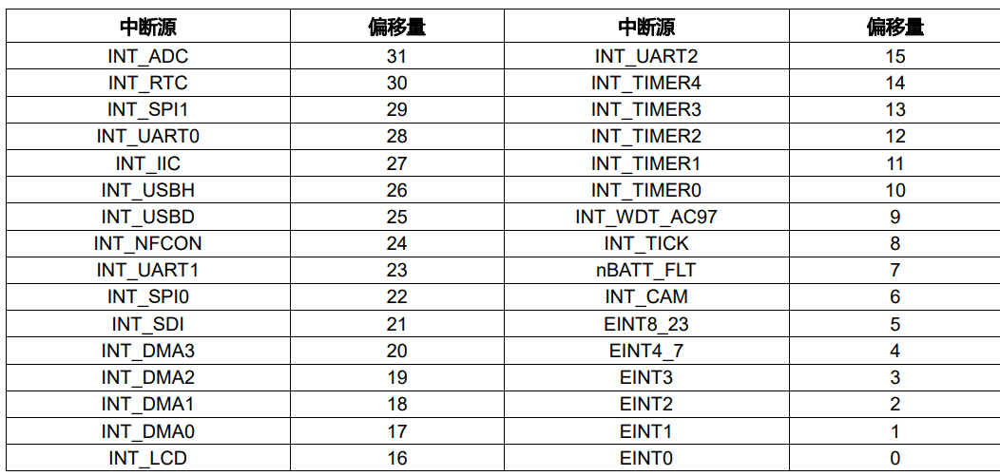 中断源 偏移量 中断源 偏移量
INT_ADC 31 INT_UART2 15
INT_RTC 30 INT_TIMER4 14
INT_SPI1 29 INT_TIMER3 13
INT_UART0 28 INT_TIMER2 12
INT_IIC 27 INT_TIMER1 11
INT_USBH 26 INT_TIMER0 10
INT_USBD 25 INT_WDT_AC97 9
INT_NFCON 24 INT_TICK 8
INT_UART1 23 nBATT_FLT 7
INT_SPI0 22 INT_CAM 6
INT_SDI 21 EINT8_23 5
INT_DMA3 20 EINT4_7 4
INT_DMA2 19 EINT3 3
INT_DMA1 18 EINT2 2
INT_DMA0 17 EINT1 1
INT_LCD 16 EINT0 0